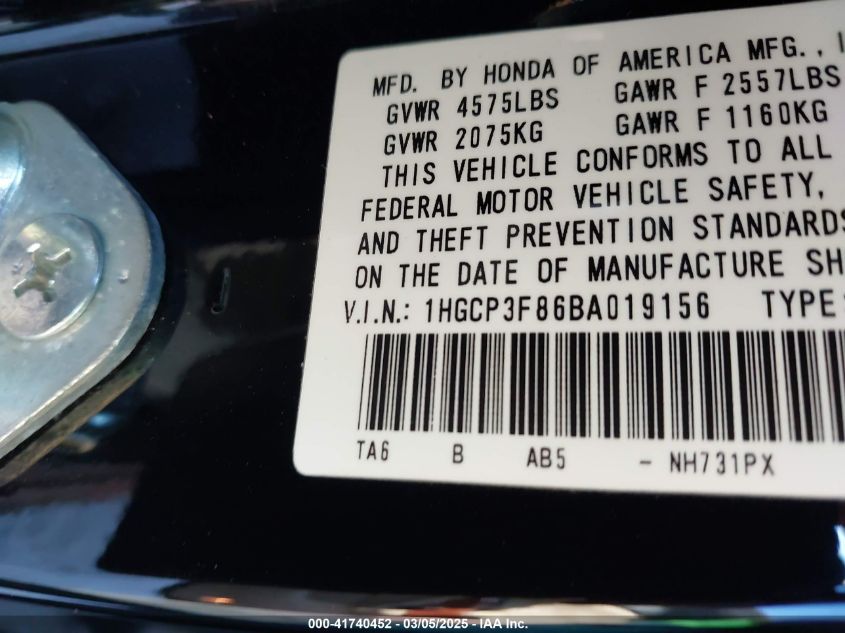 MFD. BY HONDA OF AMERICA MFG.,
GVWR 4575LBS GAWR F 2557LBS
GVWR 2075KG GAWR F 1160KG
THIS VEHICLE CONFORMS TO ALL
FEDERAL MOTOR VEHICLE SAFETY,
AND THEFT PREVENTION STANDARDS
ON THE DATE OF MANUFACTURE SH
V.I.N.: 1HGCP3F86BA019156 TYPE:
TA6 B AB5 - NH731PX
000-41740452 - 03/05/2025 - IAA Inc.